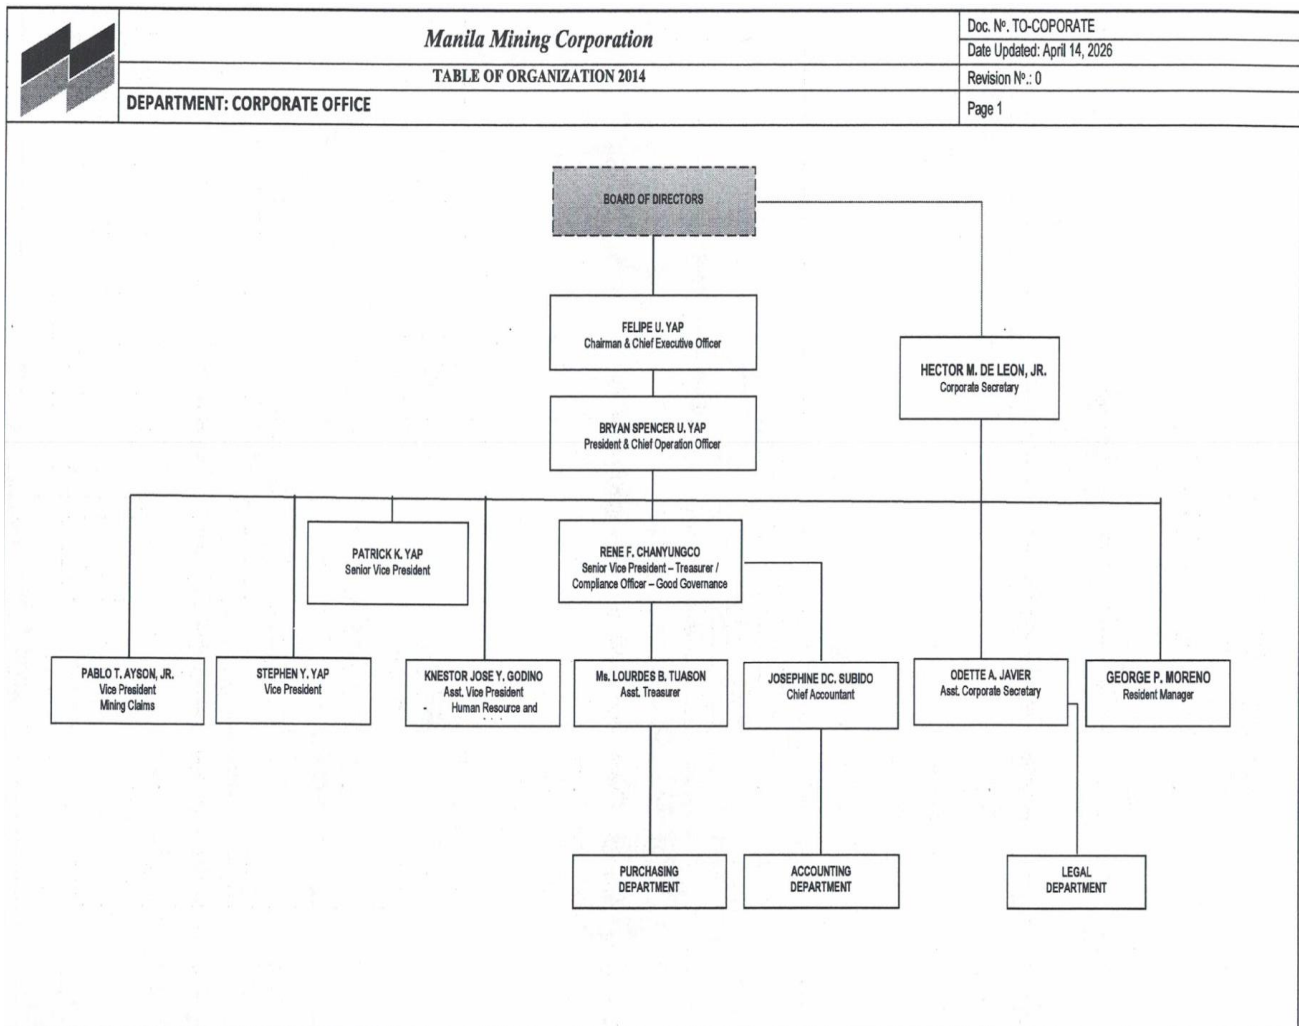 Manila Mining Corporation
TABLE OF ORGANIZATION 2014
DEPARTMENT: CORPORATE OFFICE
Doc. Nº. TO-COPORATE
Date Updated: April 14, 2026
Revision Nº.: 0
Page 1
BOARD OF DIRECTORS
FELIPE U. YAP
Chairman & Chief Executive Officer
HECTOR M. DE LEON, JR.
Corporate Secretary
BRYAN SPENCER U. YAP
President & Chief Operation Officer
PATRICK K. YAP
Senior Vice President
RENE F. CHANYUNGCO
Senior Vice President – Treasurer /
Compliance Officer – Good Governance
PABLO T. AYSON, JR.
Vice President
Mining Claims
STEPHEN Y. YAP
Vice President
KNESTOR JOSE Y. GODINO
Asst. Vice President
- Human Resource and
Ms. LOURDES B. TUASON
Asst. Treasurer
JOSEPHINE DC. SUBIDO
Chief Accountant
ODETTE A. JAVIER
Asst. Corporate Secretary
GEORGE P. MORENO
Resident Manager
PURCHASING
DEPARTMENT
ACCOUNTING
DEPARTMENT
LEGAL
DEPARTMENT